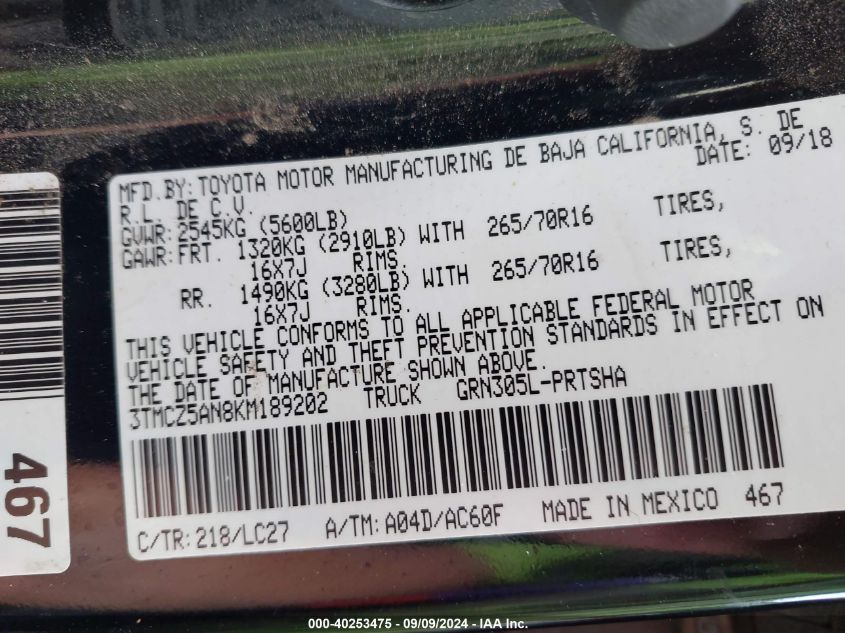 MFD.BY: TOYOTA MOTOR MANUFACTURING DE BAJA CALIFORNIA, S. DE
R.L. DE C.V. DATE: 09/18
GVWR: 2545KG (5600LB)
GAWR: FRT. 1320KG (2910LB) WITH 265/70R16 TIRES,
16X7J RIMS.
RR. 1490KG (3280LB) WITH 265/70R16 TIRES,
16X7J RIMS.
THIS VEHICLE CONFORMS TO ALL APPLICABLE FEDERAL MOTOR
VEHICLE SAFETY AND THEFT PREVENTION STANDARDS IN EFFECT ON
THE DATE OF MANUFACTURE SHOWN ABOVE.
3TMCZ5AN8KM189202 TRUCK GRN305L-PRTSHA
C/TR: 218/LC27 A/TM: A04D/AC60F MADE IN MEXICO 467
467
000-40253475 - 09/09/2024 - © IAA Inc.